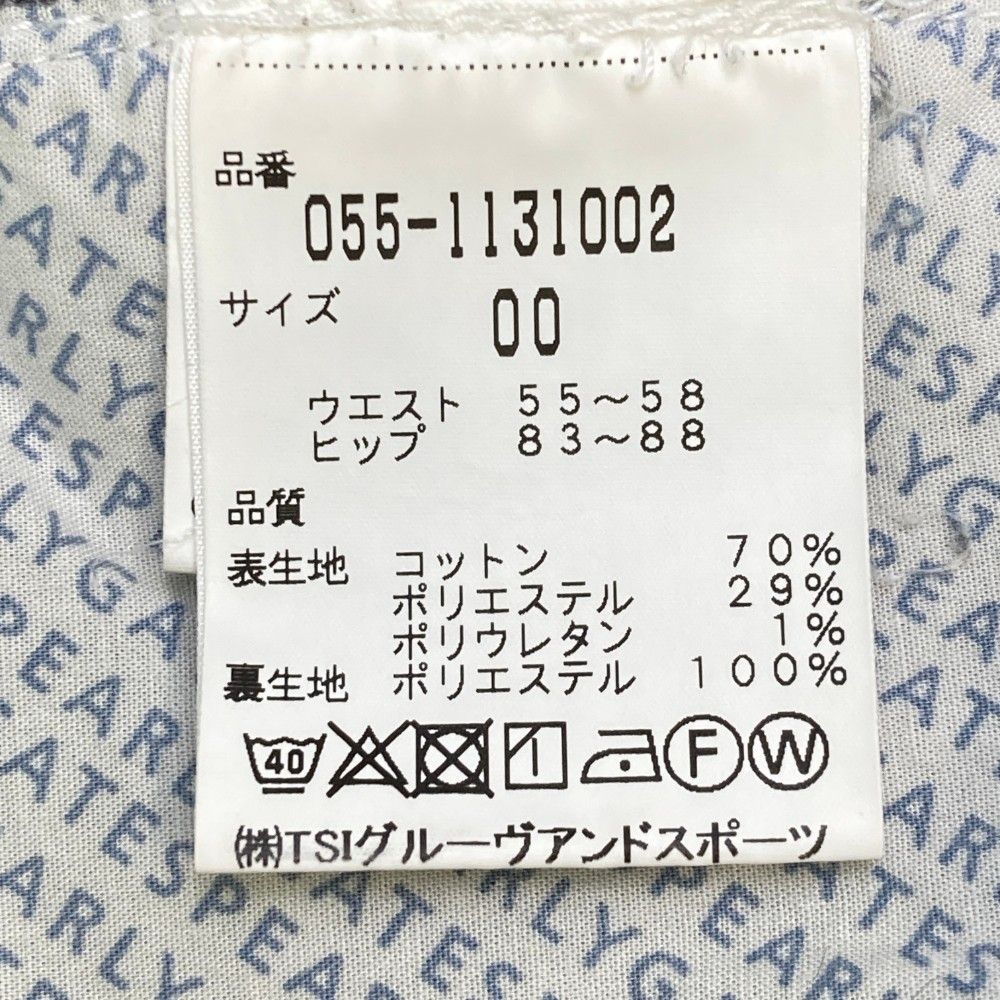 品番
055-1131002
サイズ 00
ウエスト 55～58
ヒップ 83～88
品質
表生地 コットン 70%
ポリエステル 29%
ポリウレタン 1%
裏生地 ポリエステル 100%
40 F W
㈱TSIグルーヴアンドスポーツ
PEARLY GATES